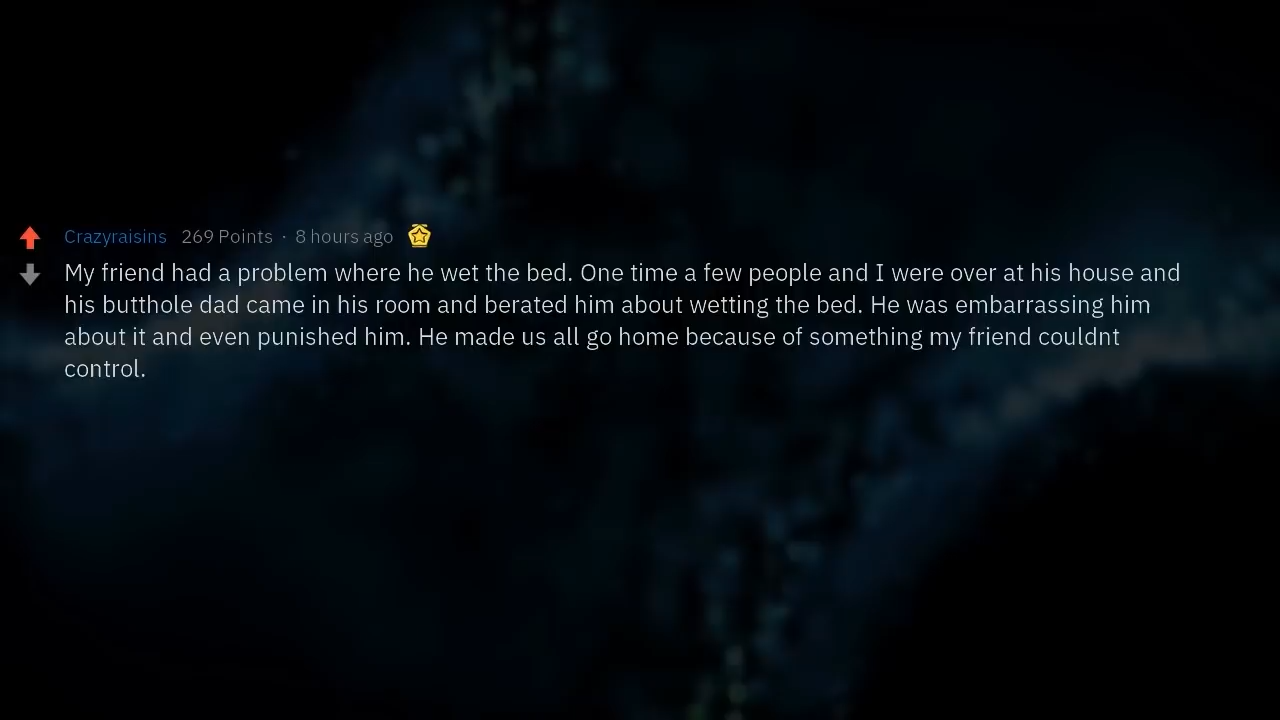 Crazyraisins 269 Points · 8 hours ago
My friend had a problem where he wet the bed. One time a few people and I were over at his house and
his butthole dad came in his room and berated him about wetting the bed. He was embarrassing him
about it and even punished him. He made us all go home because of something my friend couldnt
control.